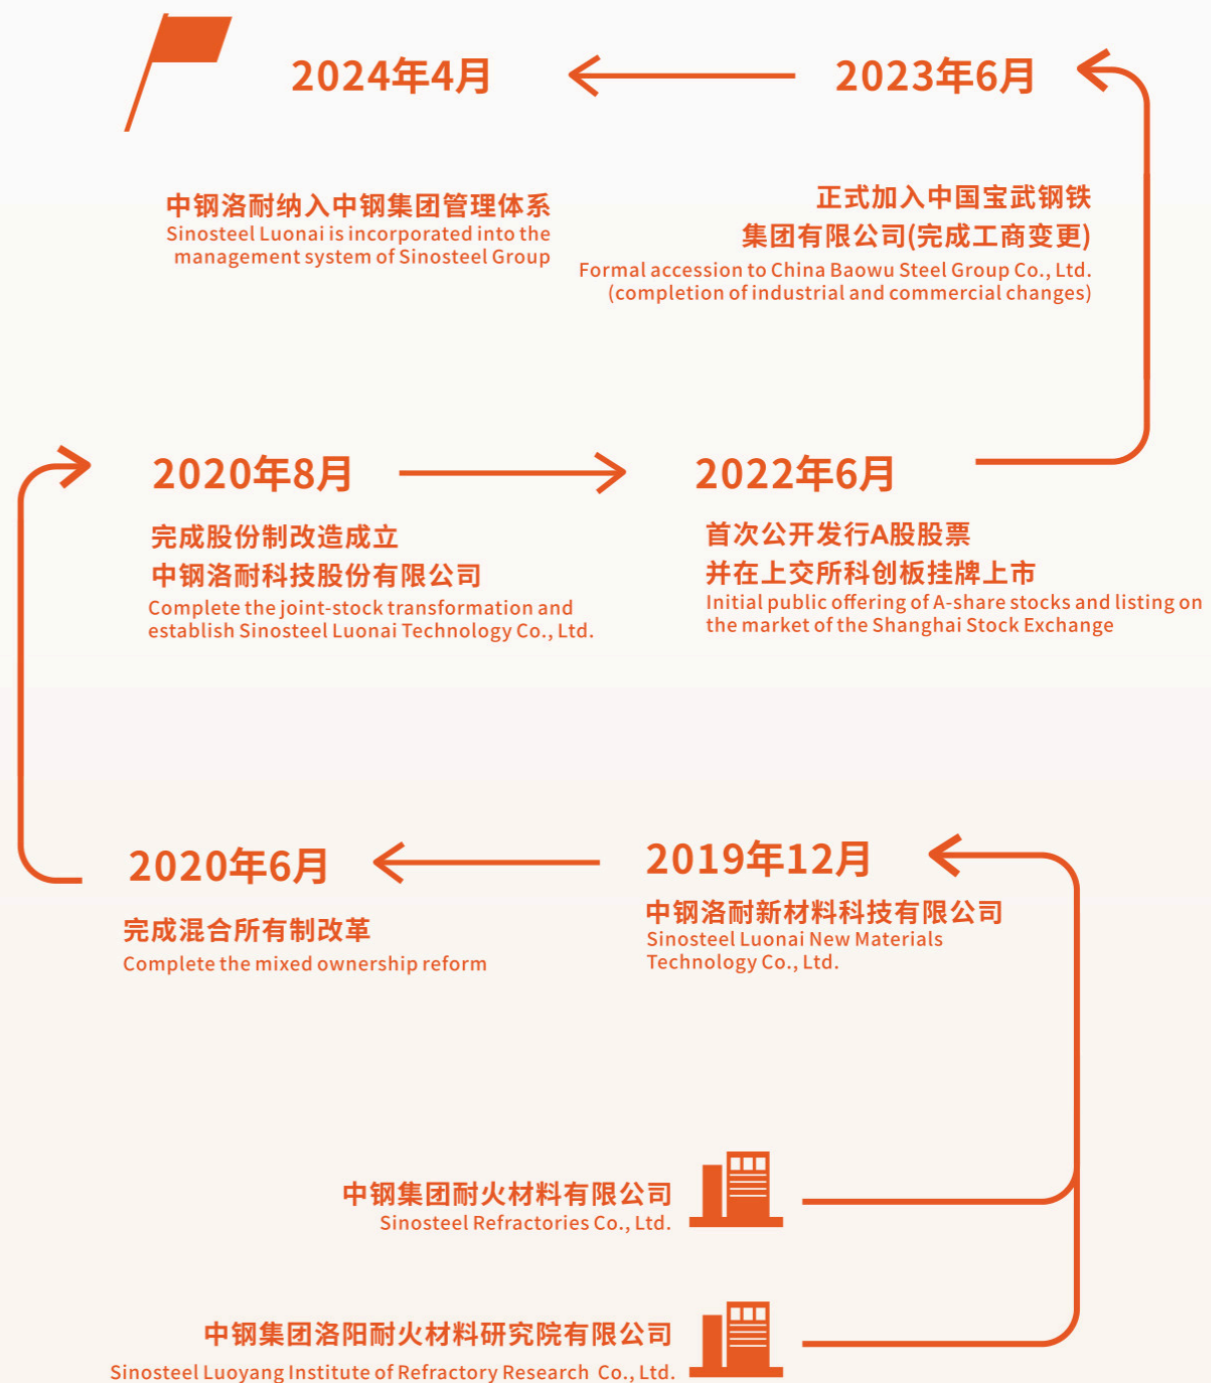 2024年4月
中钢洛耐纳入中钢集团管理体系
Sinosteel Luonai is incorporated into the
management system of Sinosteel Group
2023年6月
正式加入中国宝武钢铁
集团有限公司(完成工商变更)
Formal accession to China Baowu Steel Group Co., Ltd.
(completion of industrial and commercial changes)
2020年8月
完成股份制改造成立
中钢洛耐科技股份有限公司
Complete the joint-stock transformation and
establish Sinosteel Luonai Technology Co., Ltd.
2022年6月
首次公开发行A股股票
并在上交所科创板挂牌上市
Initial public offering of A-share stocks and listing on
the market of the Shanghai Stock Exchange
2020年6月
完成混合所有制改革
Complete the mixed ownership reform
2019年12月
中钢洛耐新材料科技有限公司
Sinosteel Luonai New Materials
Technology Co., Ltd.
中钢集团耐火材料有限公司
Sinosteel Refractories Co., Ltd.
中钢集团洛阳耐火材料研究院有限公司
Sinosteel Luoyang Institute of Refractory Research Co., Ltd.